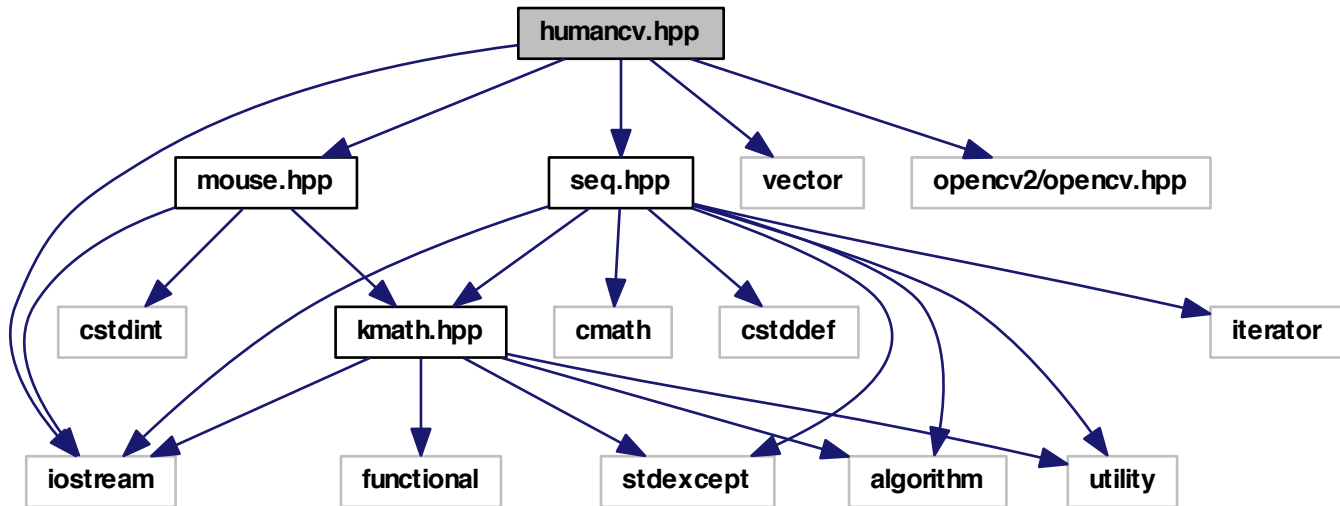 humancv.hpp
mouse.hpp
seq.hpp
vector
opencv2/opencv.hpp
cstdint
kmath.hpp
cmath
cstddef
iterator
iostream
functional
stdexcept
algorithm
utility